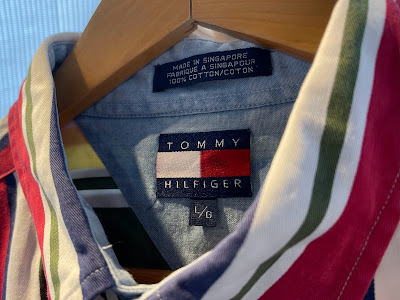 MADE IN SINGAPORE
FABRIQUE A SINGAPOUR
100% COTTON/COTON
TOMMY
HILFIGER
L/G